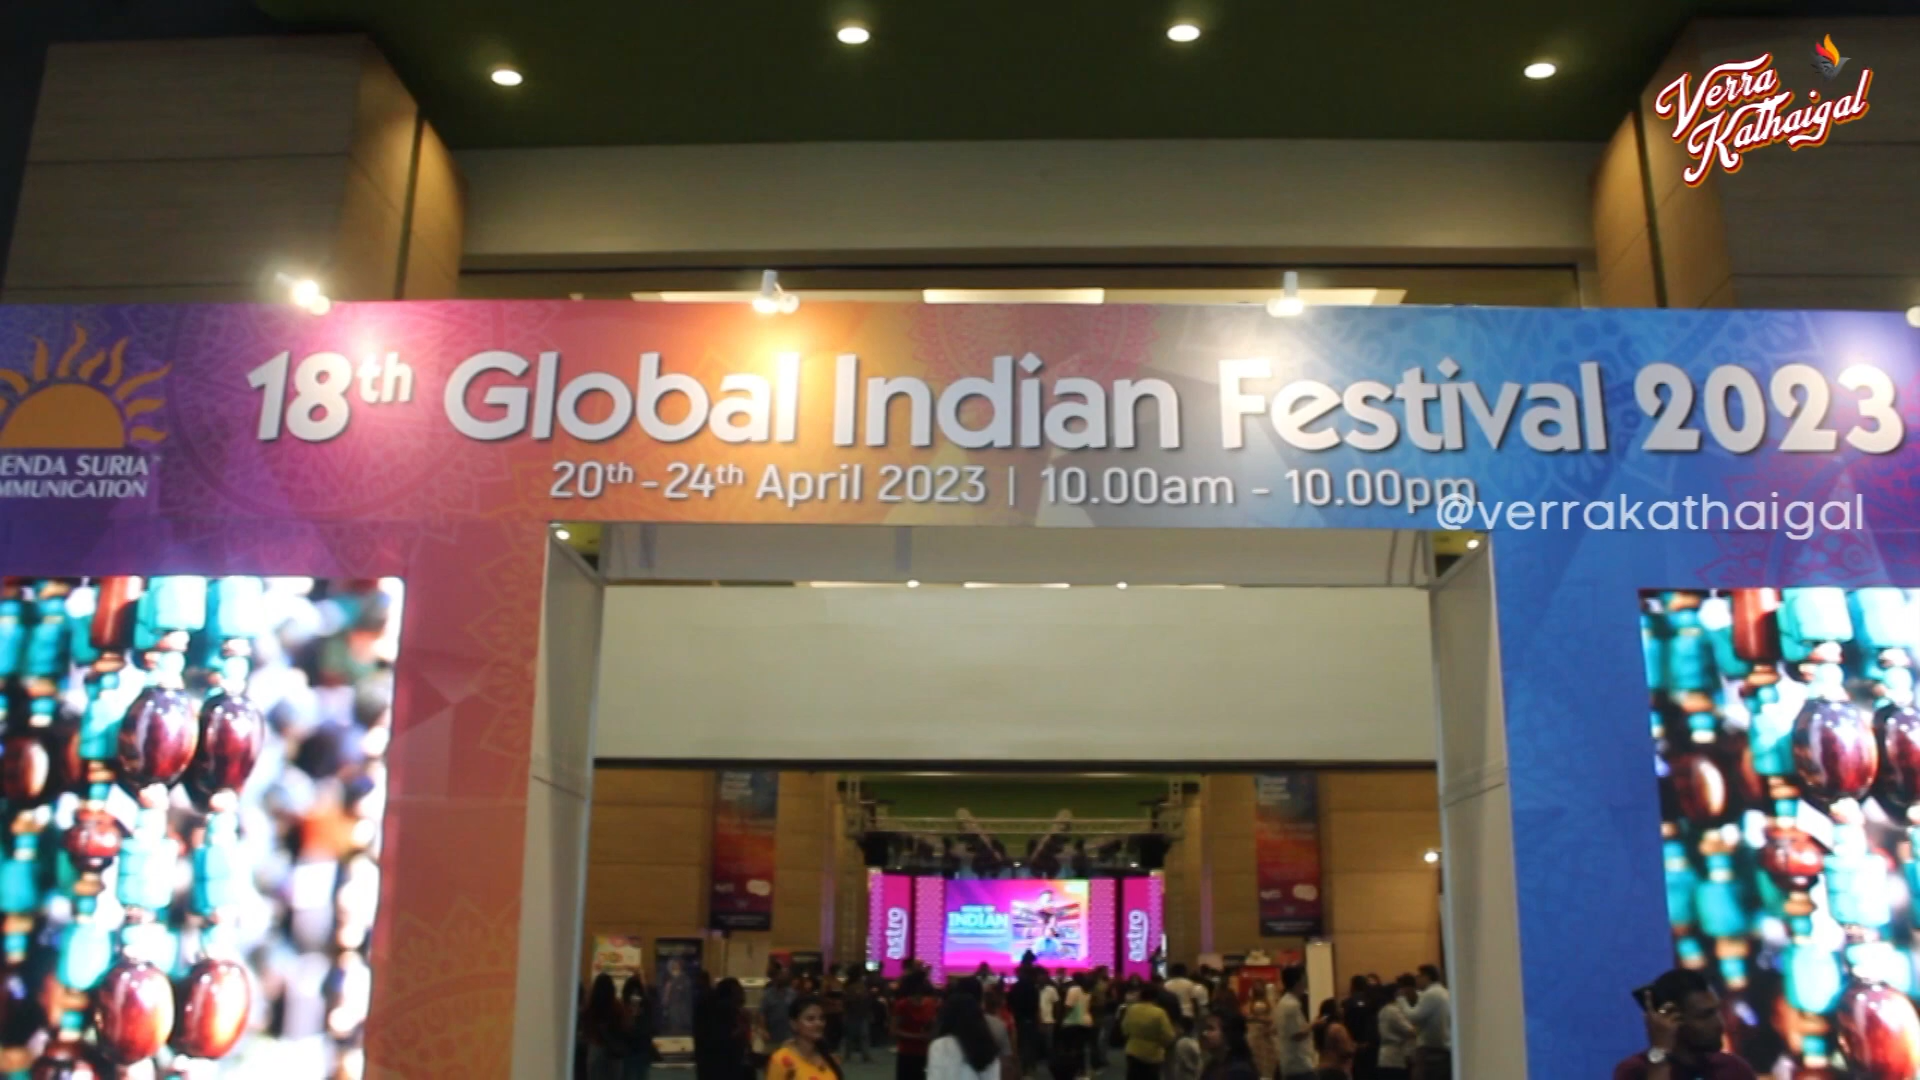 Verra
Kathaigal
18th Global Indian Festival 2023
20th - 24th April 2023 | 10.00am - 10.00pm
ENDA SURIA
MMUNICATION
@verrakathaigal
INDIAN
astro
astro